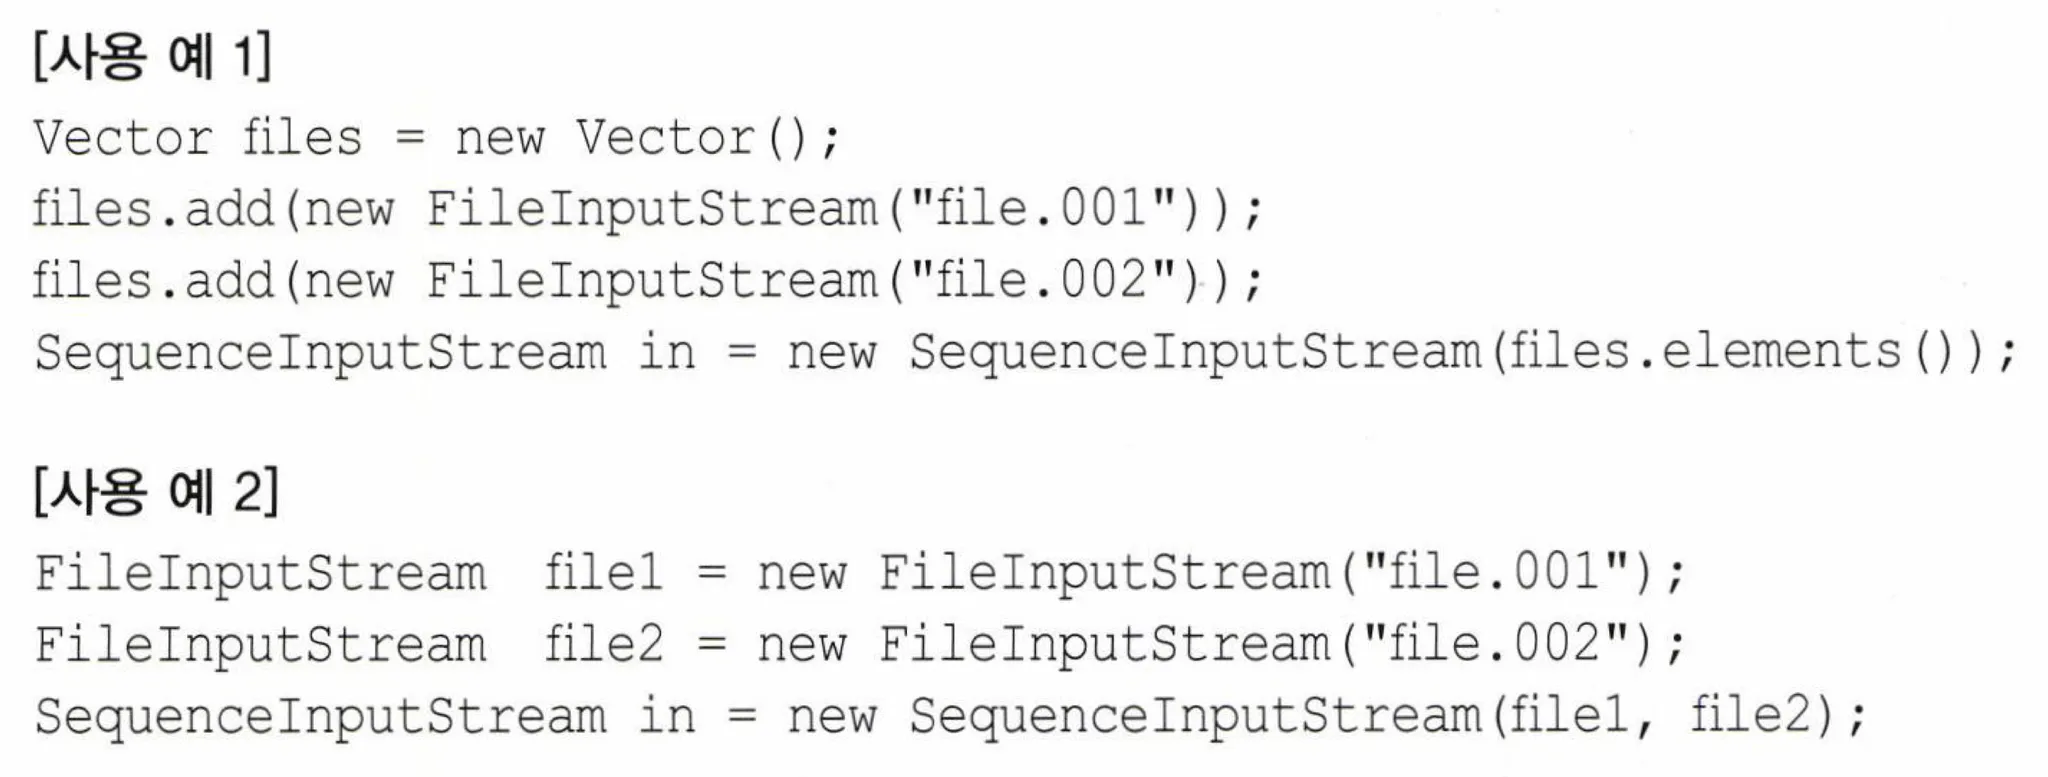 [사용 예 1]
Vector files = new Vector();
files.add(new FileInputStream("file.001"));
files.add(new FileInputStream("file.002"));
SequenceInputStream in = new SequenceInputStream(files.elements());
[사용 예 2]
FileInputStream  file1 = new FileInputStream("file.001");
FileInputStream  file2 = new FileInputStream("file.002");
SequenceInputStream in = new SequenceInputStream(file1, file2);